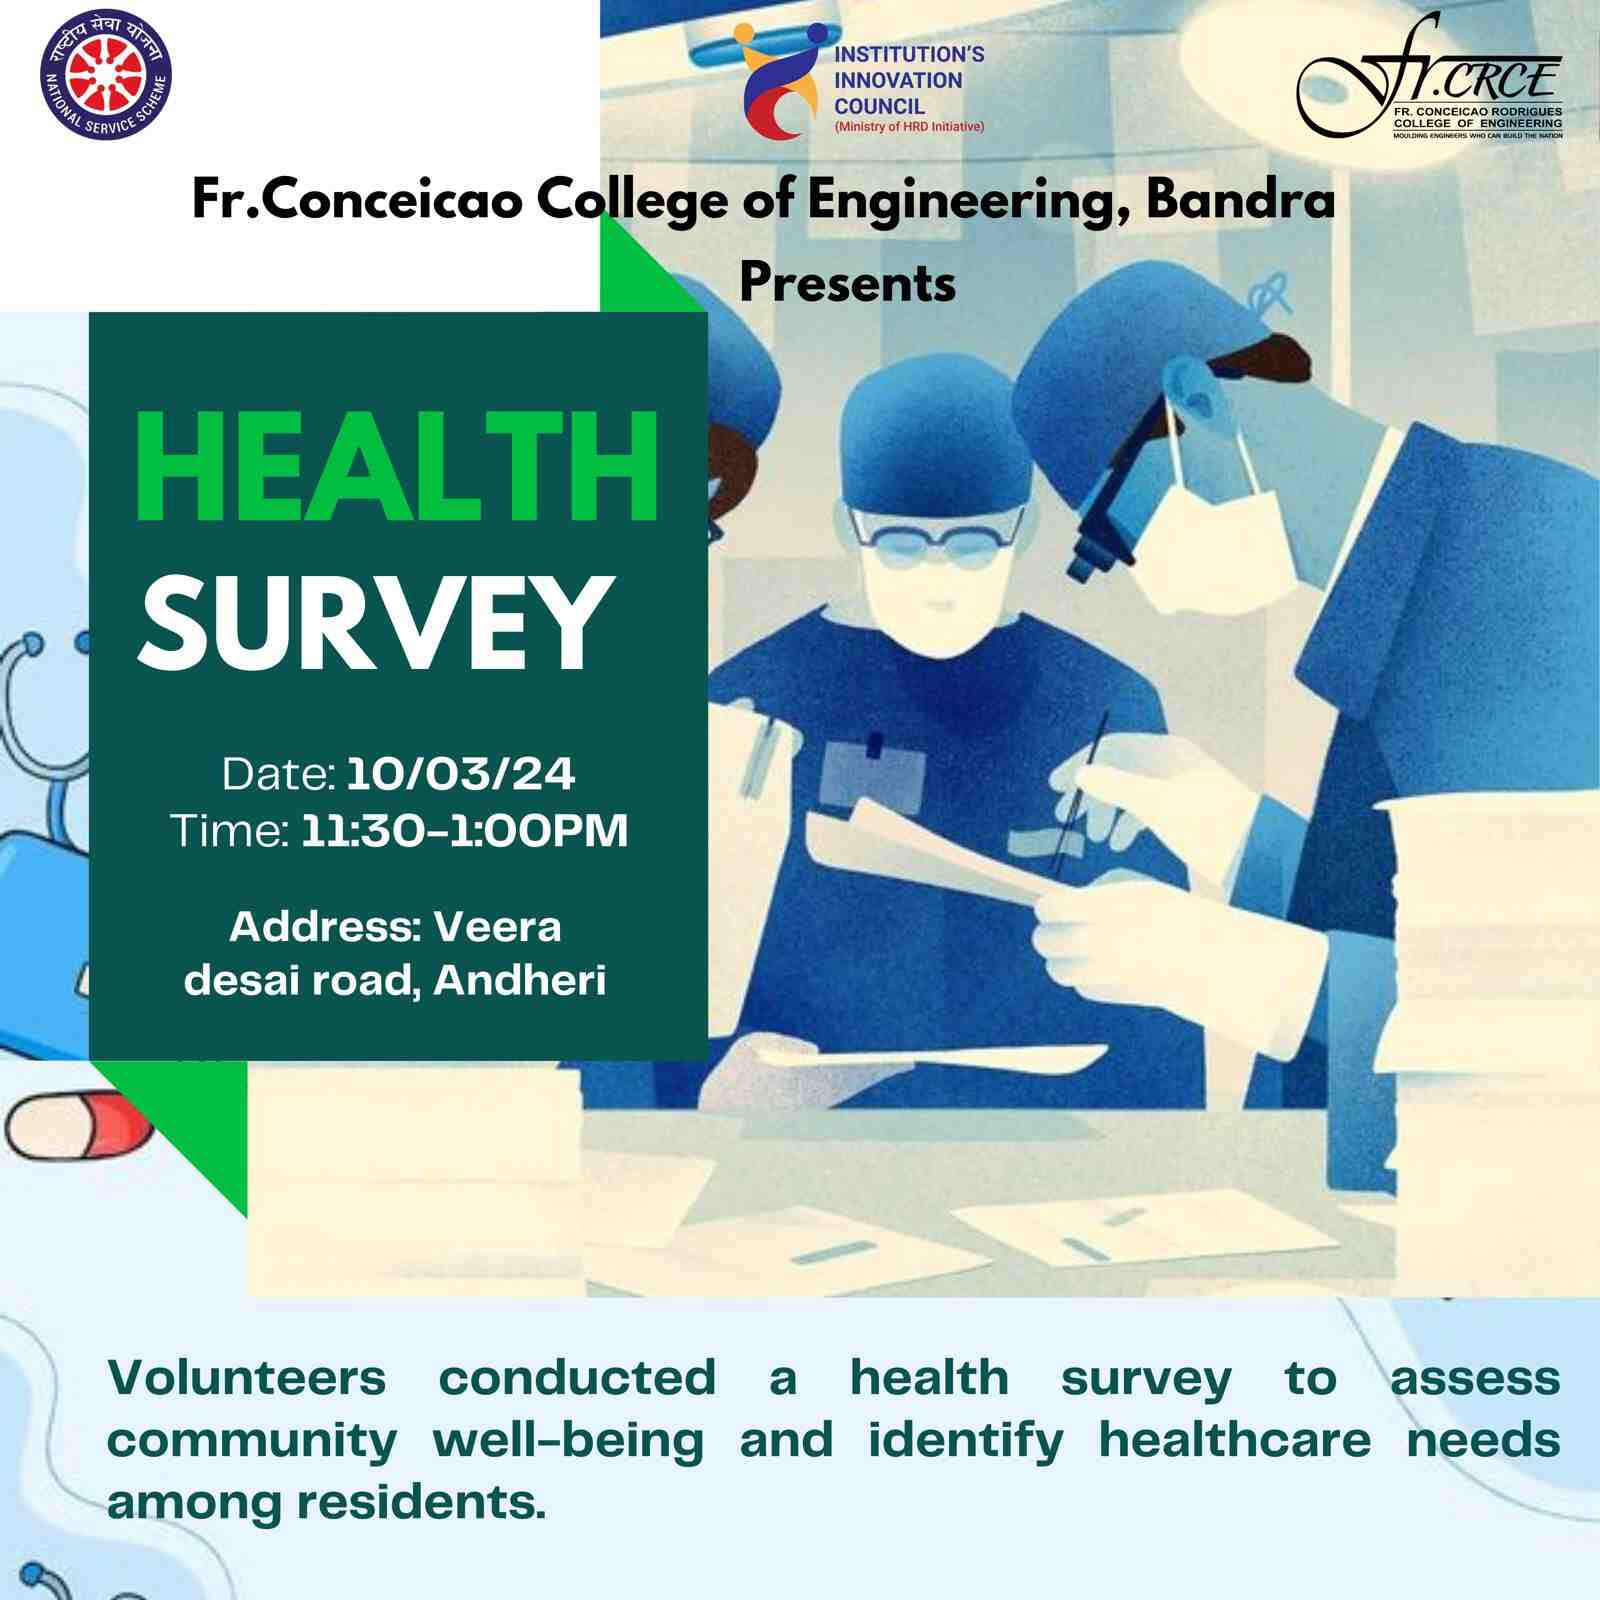 राष्ट्रीय सेवा योजना
NATIONAL SERVICE SCHEME
INSTITUTION'S
INNOVATION
COUNCIL
(Ministry of HRD Initiative)
Fr.CRCE
FR. CONCEICAO RODRIGUES
COLLEGE OF ENGINEERING
MOULDING ENGINEERS WHO CAN BUILD THE NATION
Fr.Conceicao College of Engineering, Bandra
Presents
HEALTH
SURVEY
Date: 10/03/24
Time: 11:30-1:00PM
Address: Veera
desai road, Andheri
Volunteers conducted a health survey to assess
community well-being and identify healthcare needs
among residents.